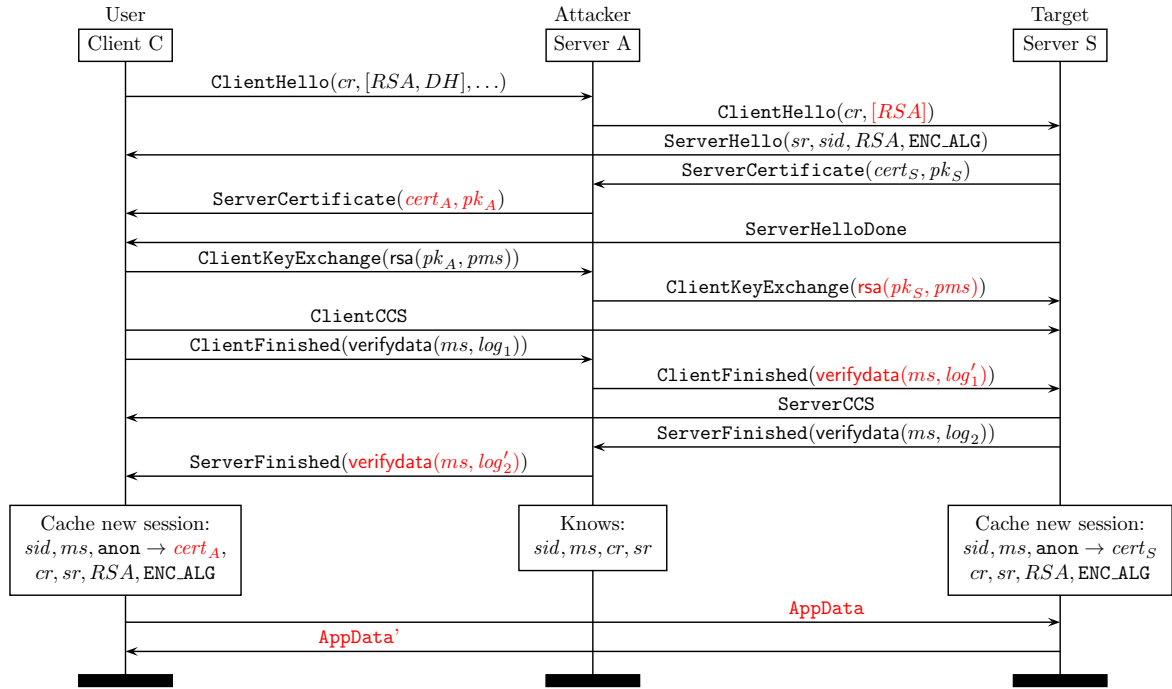 User
Attacker
Target
Client C
Server A
Server S
ClientHello(cr, [RSA, DH], ...)
ClientHello(cr, [RSA])
ServerHello(sr, sid, RSA, ENC_ALG)
ServerCertificate(cert_S, pk_S)
ServerCertificate(cert_A, pk_A)
ServerHelloDone
ClientKeyExchange(rsa(pk_A, pms))
ClientKeyExchange(rsa(pk_S, pms))
ClientCCS
ClientFinished(verifydata(ms, log_1))
ClientFinished(verifydata(ms, log'_1))
ServerCCS
ServerFinished(verifydata(ms, log_2))
ServerFinished(verifydata(ms, log'_2))
Cache new session:
sid, ms, anon → cert_A,
cr, sr, RSA, ENC_ALG
Knows:
sid, ms, cr, sr
Cache new session:
sid, ms, anon → cert_S
cr, sr, RSA, ENC_ALG
AppData
AppData'